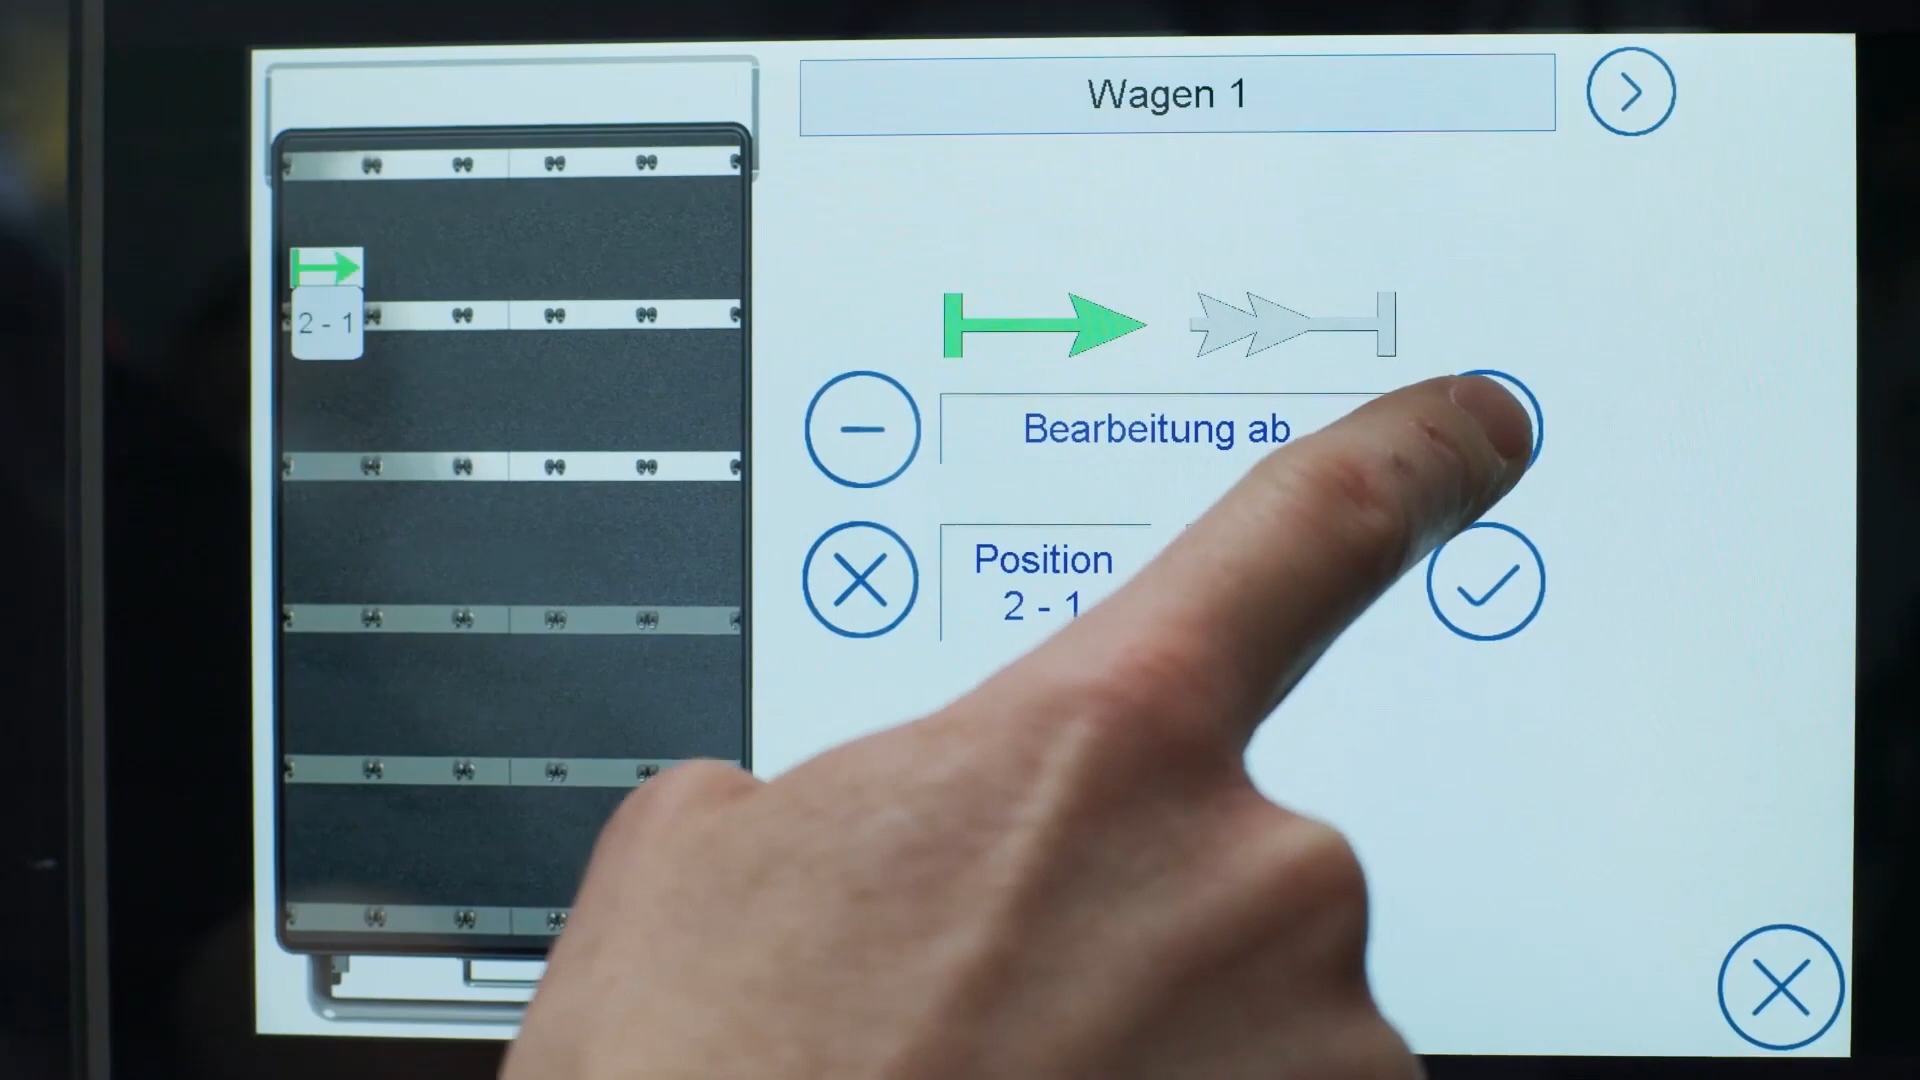 Wagen 1
2 - 1
Bearbeitung ab
Position
2 - 1